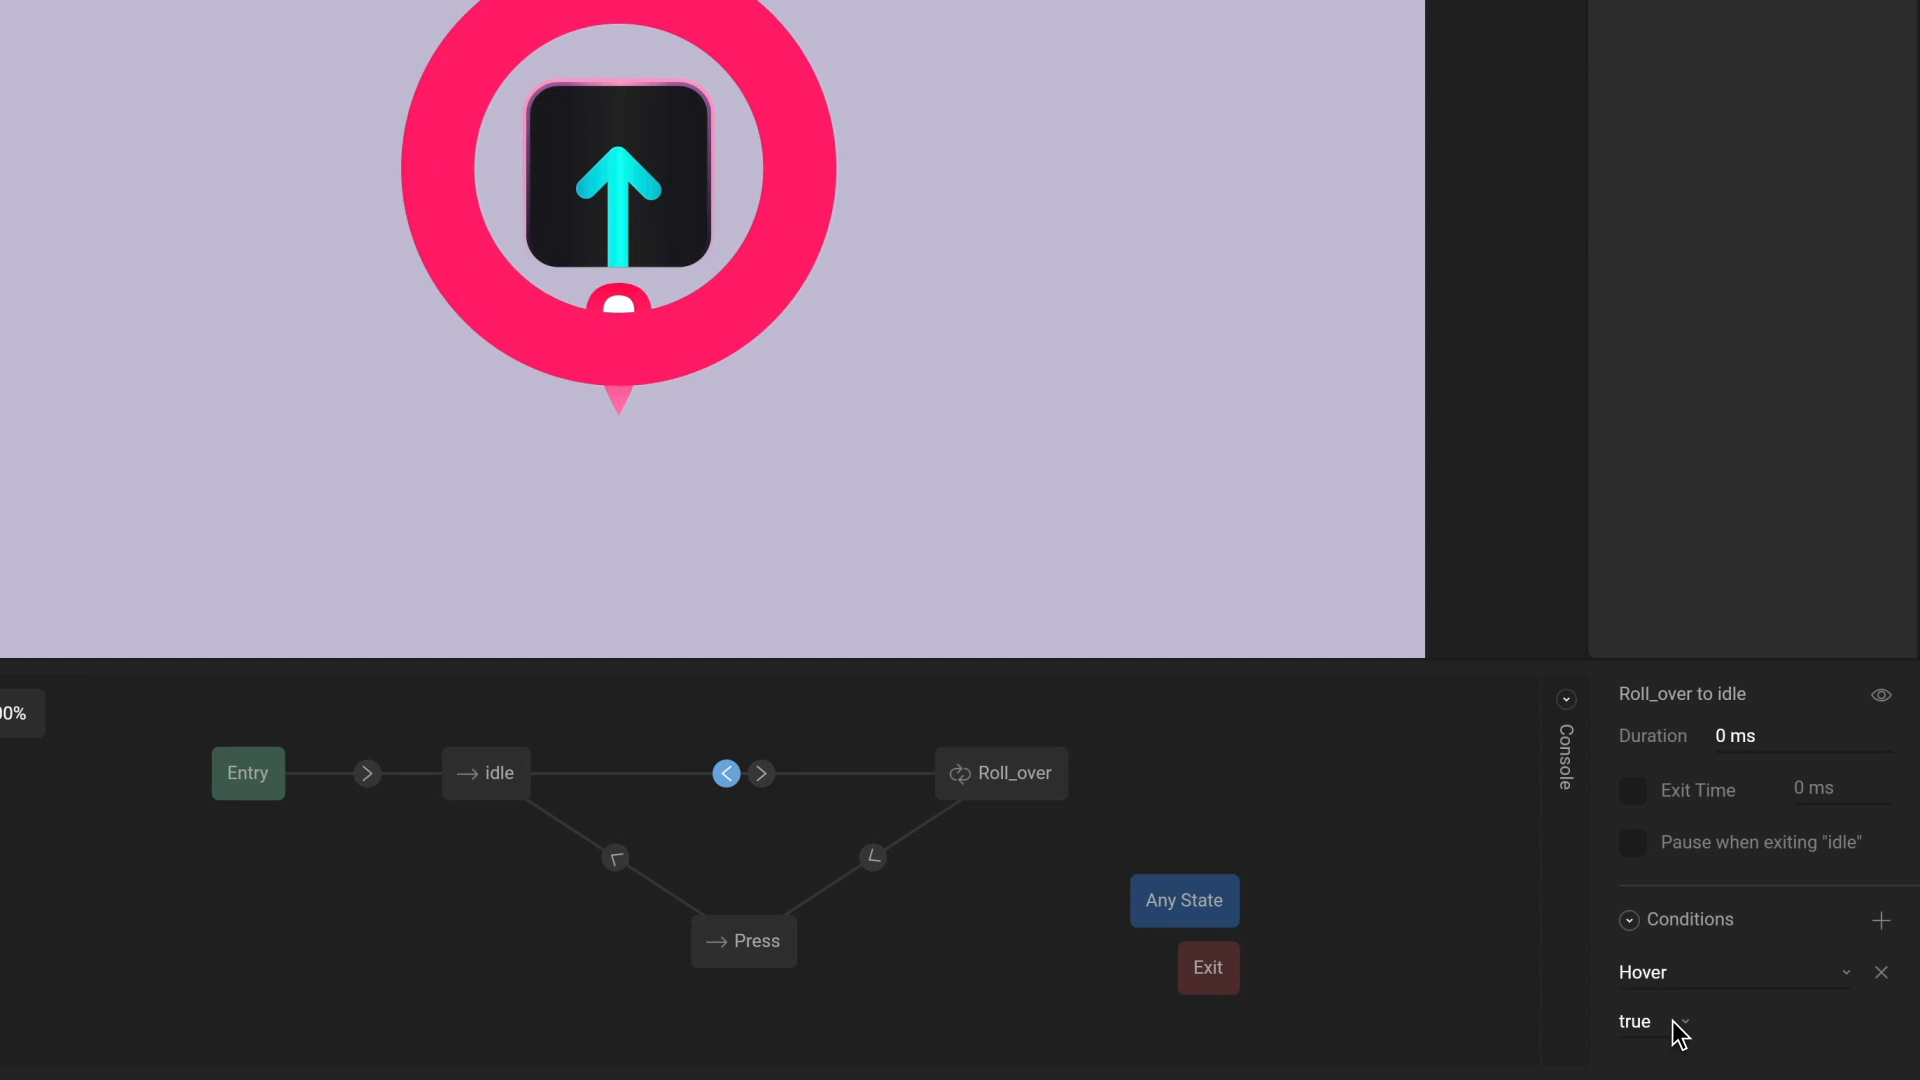 00%
Entry
idle
Roll_over
Press
Any State
Exit
Console
Roll_over to idle
Duration 0 ms
Exit Time 0 ms
Pause when exiting "idle"
Conditions
Hover
true